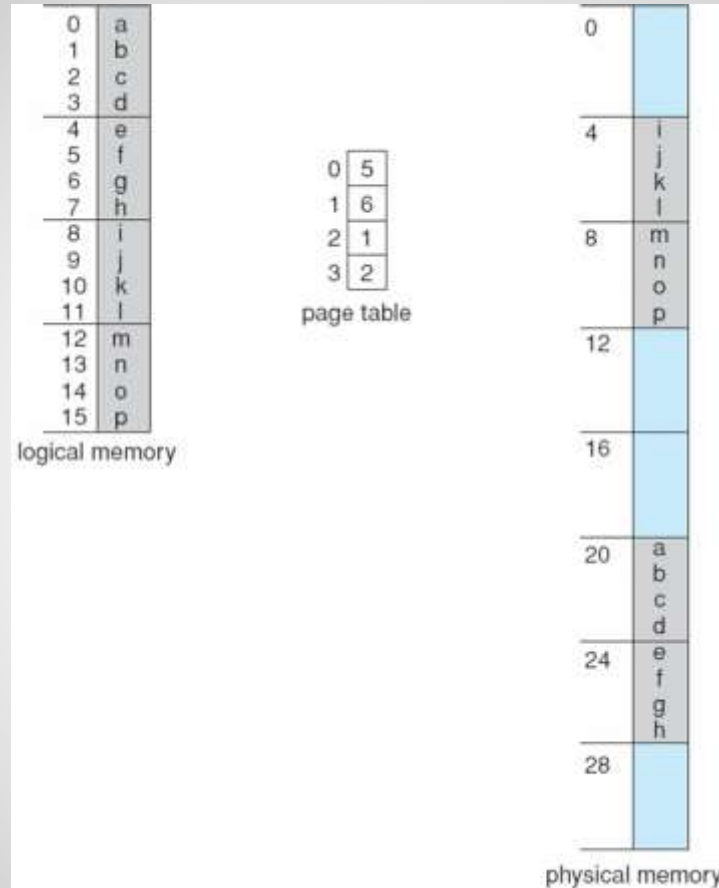 0 a
1 b
2 c
3 d
4 e
5 f
6 g
7 h
8 i
9 j
10 k
11 l
12 m
13 n
14 o
15 p
logical memory
0 5
1 6
2 1
3 2
page table
0
4 i
j
k
l
8 m
n
o
p
12
16
20 a
b
c
d
24 e
f
g
h
28
physical memory